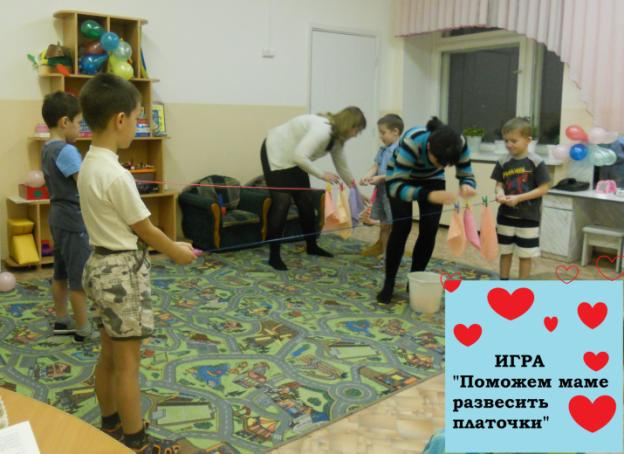 ИГРА
"Поможем маме
развесить
платочки"